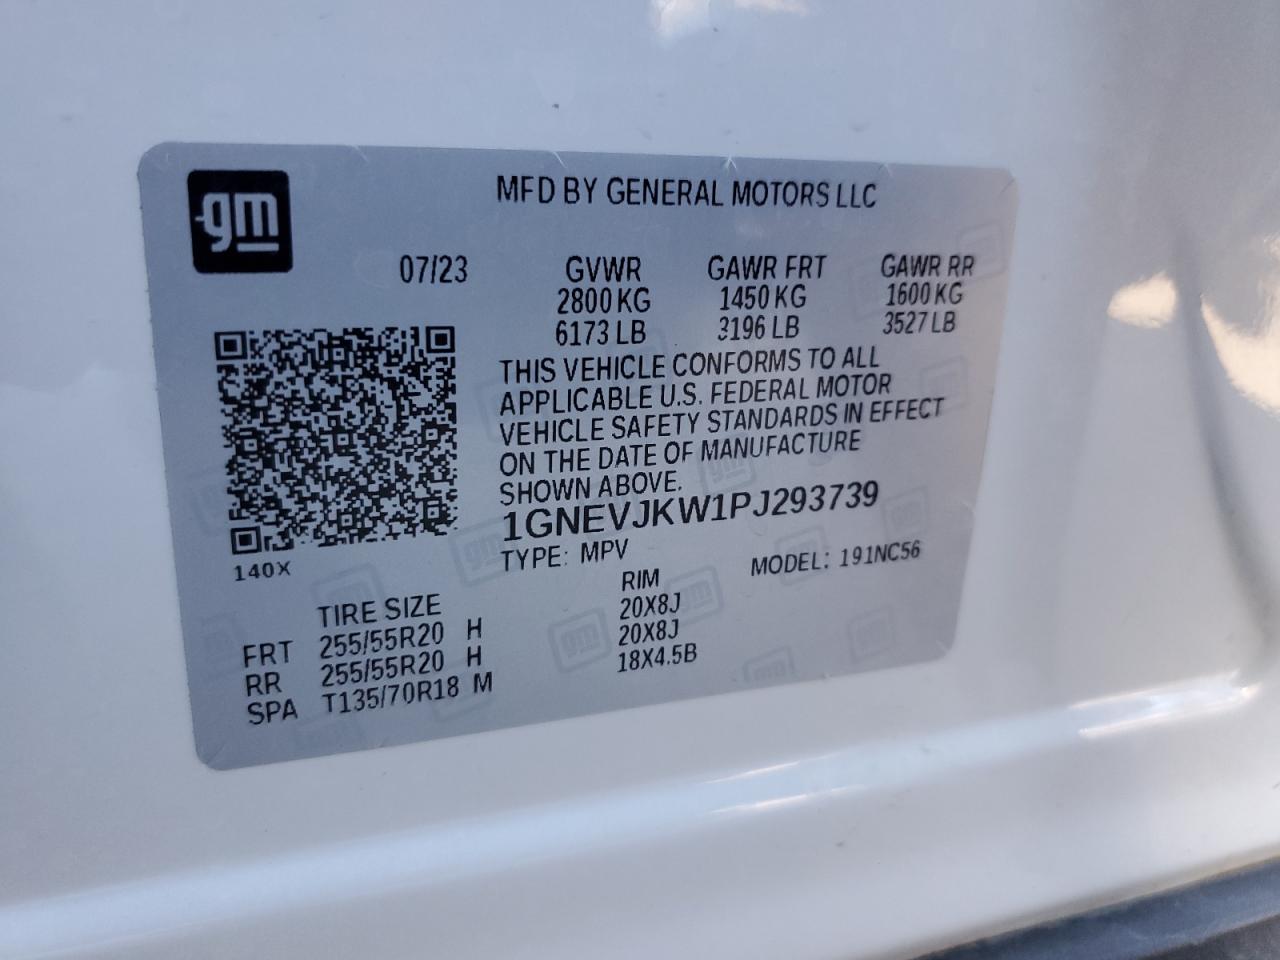 gm
MFD BY GENERAL MOTORS LLC
07/23 GVWR GAWR FRT GAWR RR
2800 KG 1450 KG 1600 KG
6173 LB 3196 LB 3527 LB
THIS VEHICLE CONFORMS TO ALL
APPLICABLE U.S. FEDERAL MOTOR
VEHICLE SAFETY STANDARDS IN EFFECT
ON THE DATE OF MANUFACTURE
SHOWN ABOVE.
1GNEVJKW1PJ293739
TYPE: MPV MODEL: 191NC56
140X
TIRE SIZE RIM
FRT 255/55R20 H 20X8J
RR 255/55R20 H 20X8J
SPA T135/70R18 M 18X4.5B